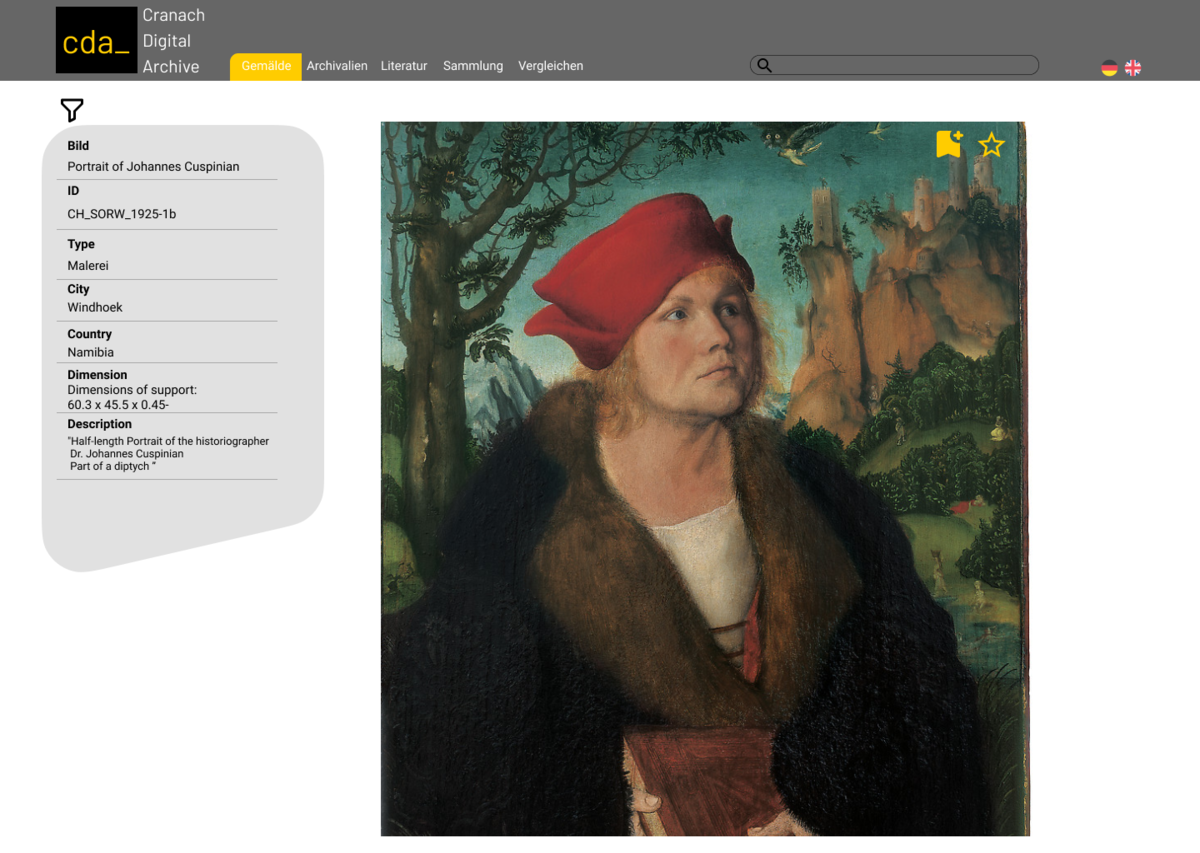 cda_
Cranach
Digital
Archive
Gemälde Archivalien Literatur Sammlung Vergleichen
Bild
Portrait of Johannes Cuspinian
ID
CH_SORW_1925-1b
Type
Malerei
City
Windhoek
Country
Namibia
Dimension
Dimensions of support:
60.3 x 45.5 x 0.45-
Description
"Half-length Portrait of the historiographer
Dr. Johannes Cuspinian
Part of a diptych "